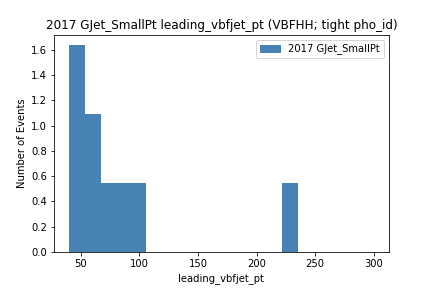 2017 GJet_SmallPt leading_vbfjet_pt (VBFHH; tight pho_id)
2017 GJet_SmallPt
Number of Events
1.6
1.4
1.2
1.0
0.8
0.6
0.4
0.2
0.0
50 100 150 200 250 300
leading_vbfjet_pt